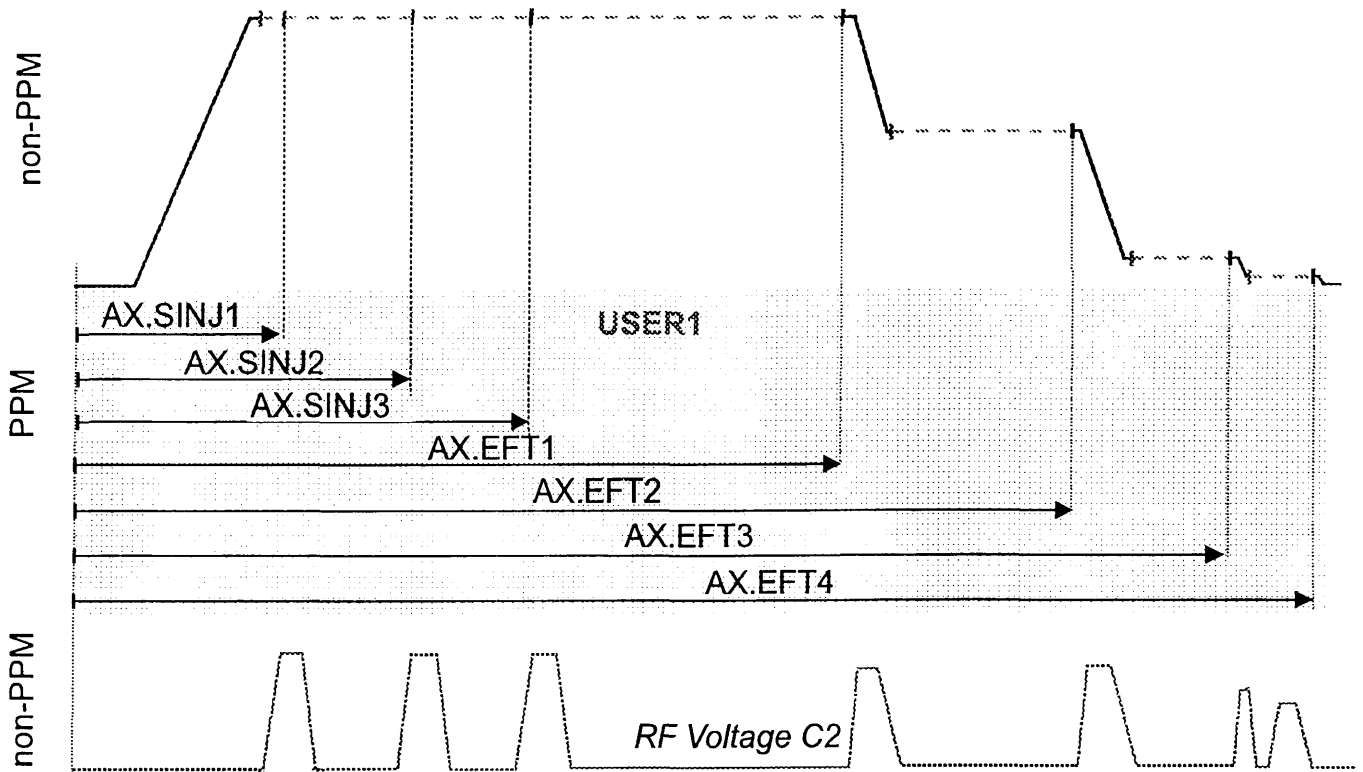 non-PPM
AX.SINJ1
USER1
AX.SINJ2
PPM
AX.SINJ3
AX.EFT1
AX.EFT2
AX.EFT3
AX.EFT4
non-PPM
RF Voltage C2